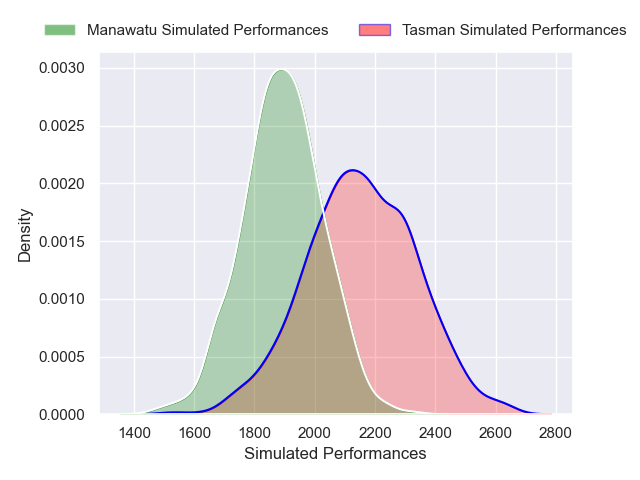 Manawatu Simulated Performances Tasman Simulated Performances
0.0030
0.0025
0.0020
0.0015
0.0010
0.0005
0.0000
Density
1400 1600 1800 2000 2200 2400 2600 2800
Simulated Performances